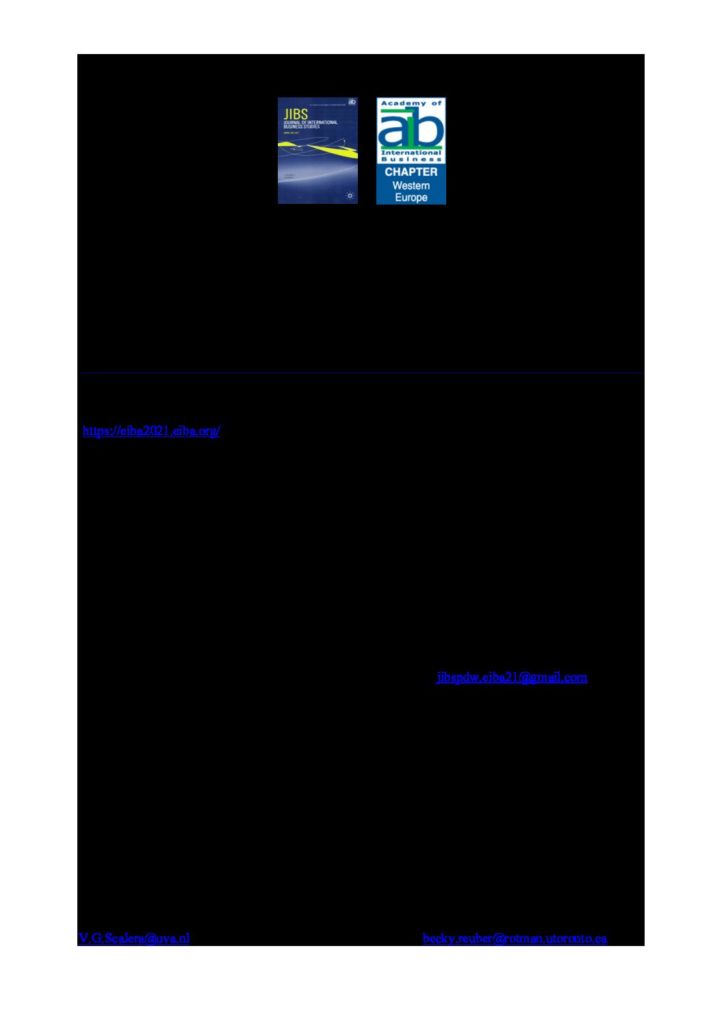 JIBS
JOURNAL OF INTERNATIONAL
BUSINESS STUDIES
Academy of
aib
International
Business
CHAPTER
Western
Europe
https://eiba2021.eiba.org/
jibspdw.eiba21@gmail.com
V.G.Scalera@uva.nl
becky.reuber@rotman.utoronto.ca